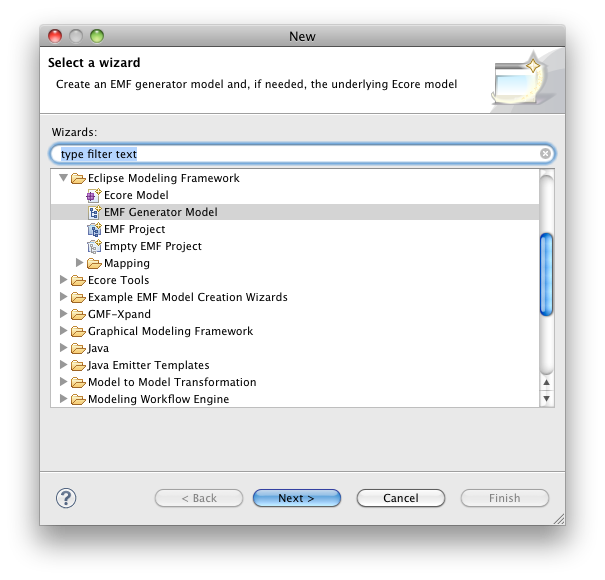 New
Select a wizard
Create an EMF generator model and, if needed, the underlying Ecore model
Wizards:
type filter text
Eclipse Modeling Framework
Ecore Model
EMF Generator Model
EMF Project
Empty EMF Project
Mapping
Ecore Tools
Example EMF Model Creation Wizards
GMF-Xpand
Graphical Modeling Framework
Java
Java Emitter Templates
Model to Model Transformation
Modeling Workflow Engine
? < Back Next > Cancel Finish